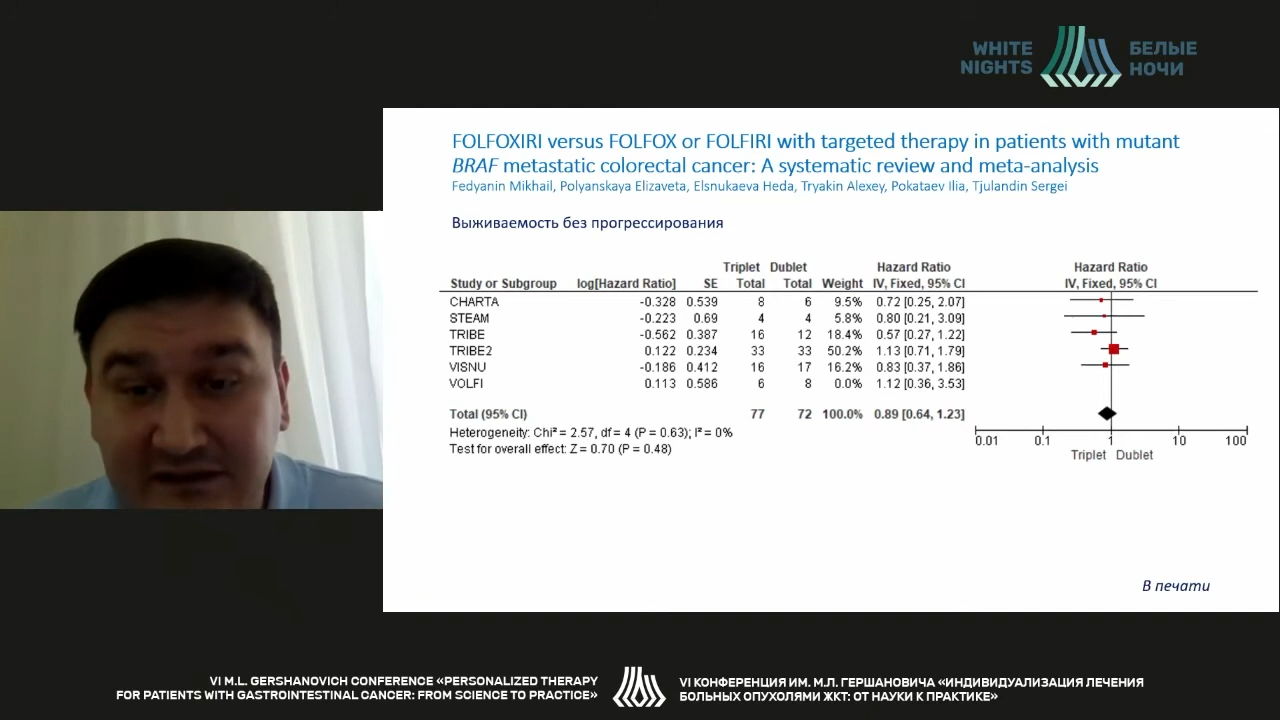 WHITE NIGHTS
БЕЛЫЕ НОЧИ
FOLFOXIRI versus FOLFOX or FOLFIRI with targeted therapy in patients with mutant
BRAF metastatic colorectal cancer: A systematic review and meta-analysis
Fedyanin Mikhail, Polyanskaya Elizaveta, Elsnukaeva Heda, Tryakin Alexey, Pokataev Ilia, Tjulandin Sergei
Выживаемость без прогрессирования
Triplet Dublet Hazard Ratio Hazard Ratio
Study or Subgroup log[Hazard Ratio] SE Total Total Weight IV, Fixed, 95% CI IV, Fixed, 95% CI
CHARTA -0.328 0.539 8 6 9.5% 0.72 [0.25, 2.07]
STEAM -0.223 0.69 4 4 5.8% 0.80 [0.21, 3.09]
TRIBE -0.562 0.387 16 12 18.4% 0.57 [0.27, 1.22]
TRIBE2 0.122 0.234 33 33 50.2% 1.13 [0.71, 1.79]
VISNU -0.186 0.412 16 17 16.2% 0.83 [0.37, 1.86]
VOLFI 0.113 0.586 6 8 0.0% 1.12 [0.36, 3.53]
Total (95% CI) 77 72 100.0% 0.89 [0.64, 1.23]
Heterogeneity: Chi² = 2.57, df = 4 (P = 0.63); I² = 0%
Test for overall effect: Z = 0.70 (P = 0.48)
0.01 0.1 1 10 100
Triplet Dublet
В печати
VI M.L. GERSHANOVICH CONFERENCE «PERSONALIZED THERAPY
FOR PATIENTS WITH GASTROINTESTINAL CANCER: FROM SCIENCE TO PRACTICE»
VI КОНФЕРЕНЦИЯ ИМ. М.Л. ГЕРШАНОВИЧА «ИНДИВИДУАЛИЗАЦИЯ ЛЕЧЕНИЯ
БОЛЬНЫХ ОПУХОЛЯМИ ЖКТ: ОТ НАУКИ К ПРАКТИКЕ»